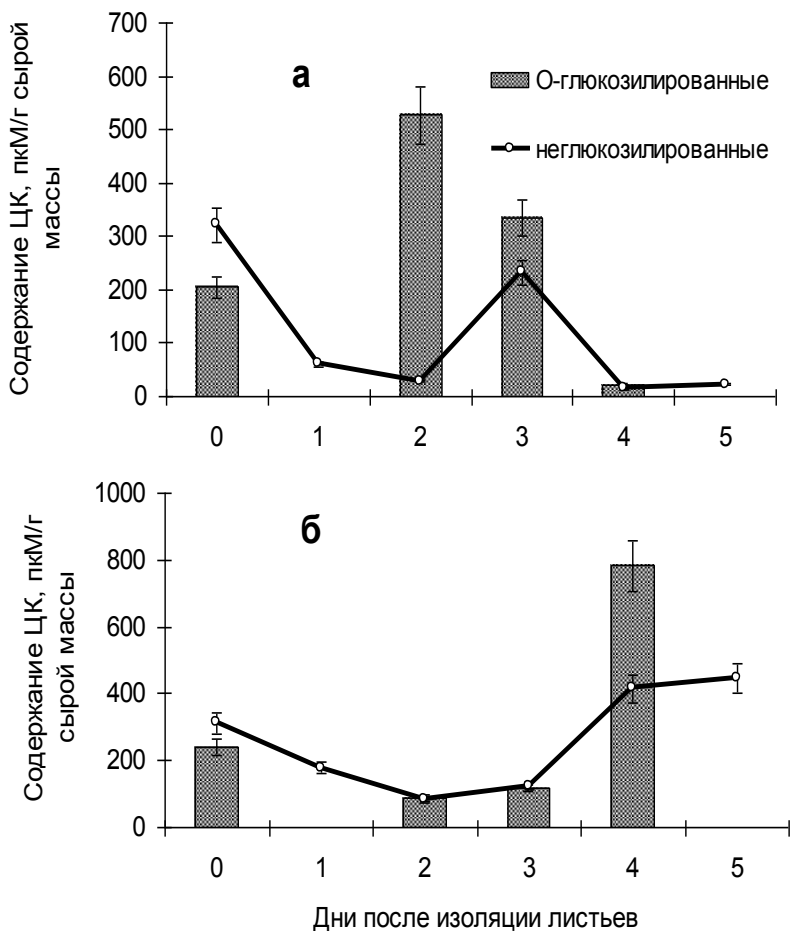 Содержание ЦК, пкМ/г сырой
массы
700
600
500
400
300
200
100
0
а
О-глюкозилированные
неглюкозилированные
0 1 2 3 4 5
Содержание ЦК, пкМ/г
сырой массы
1000
800
600
400
200
0
б
0 1 2 3 4 5
Дни после изоляции листьев